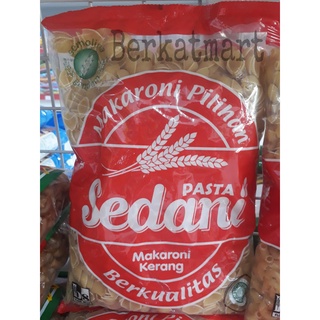 Berkatmart
Makaroni Pilihan
PASTA
Sedani
Makaroni
Kerang
Berkualitas